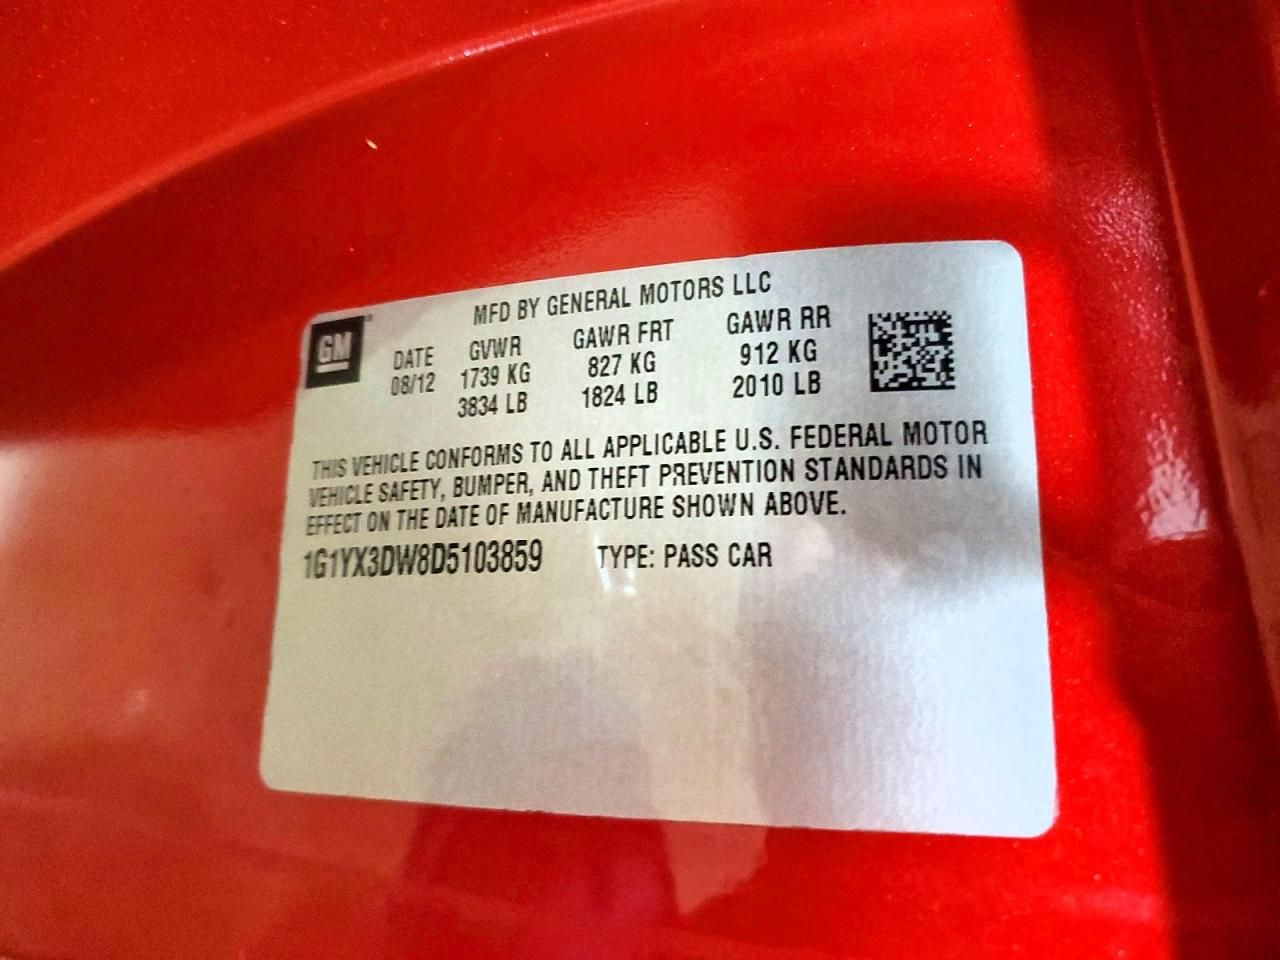 MFD BY GENERAL MOTORS LLC
GM
DATE GVWR GAWR FRT GAWR RR
08/12 1739 KG 827 KG 912 KG
3834 LB 1824 LB 2010 LB
THIS VEHICLE CONFORMS TO ALL APPLICABLE U.S. FEDERAL MOTOR
VEHICLE SAFETY, BUMPER, AND THEFT PREVENTION STANDARDS IN
EFFECT ON THE DATE OF MANUFACTURE SHOWN ABOVE.
1G1YX3DW8D5103859 TYPE: PASS CAR